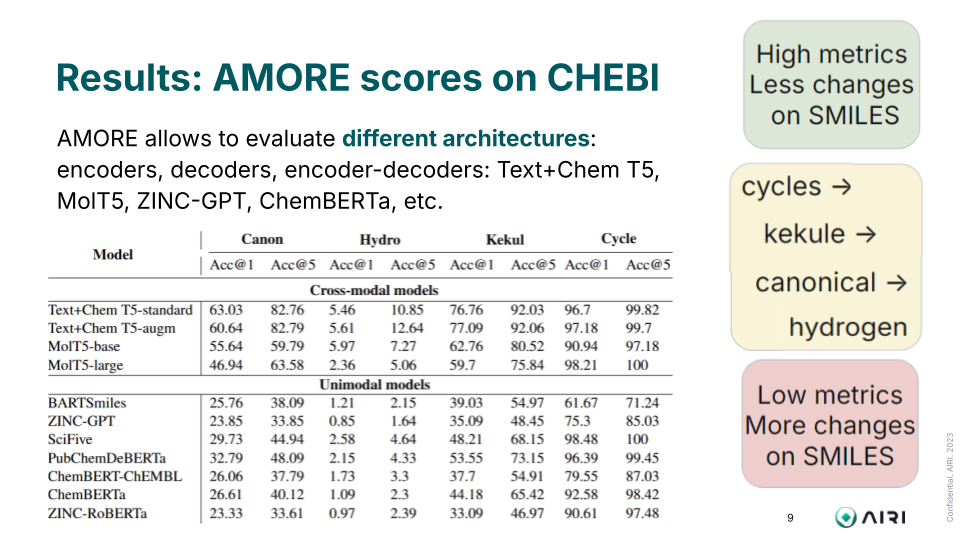 Results: AMORE scores on CHEBI
AMORE allows to evaluate different architectures:
encoders, decoders, encoder-decoders: Text+Chem T5,
MolT5, ZINC-GPT, ChemBERTa, etc.
Model Canon Hydro Kekul Cycle
Acc@1 Acc@5 Acc@1 Acc@5 Acc@1 Acc@5 Acc@1 Acc@5
Cross-modal models
Text+Chem T5-standard 63.03 82.76 5.46 10.85 76.76 92.03 96.7 99.82
Text+Chem T5-augm 60.64 82.79 5.61 12.64 77.09 92.06 97.18 99.7
MolT5-base 55.64 59.79 5.97 7.27 62.76 80.52 90.94 97.18
MolT5-large 46.94 63.58 2.36 5.06 59.7 75.84 98.21 100
Unimodal models
BARTSmiles 25.76 38.09 1.21 2.15 39.03 54.97 61.67 71.24
ZINC-GPT 23.85 33.85 0.85 1.64 35.09 48.45 75.3 85.03
SciFive 29.73 44.94 2.58 4.64 48.21 68.15 98.48 100
PubChemDeBERTa 32.79 48.09 2.15 4.33 53.55 73.15 96.39 99.45
ChemBERT-ChEMBL 26.06 37.79 1.73 3.3 37.7 54.91 79.55 87.03
ChemBERTa 26.61 40.12 1.09 2.3 44.18 65.42 92.58 98.42
ZINC-RoBERTa 23.33 33.61 0.97 2.39 33.09 46.97 90.61 97.48
High metrics
Less changes
on SMILES
cycles →
kekule →
canonical →
hydrogen
Low metrics
More changes
on SMILES
9
AIRI
Confidential. AIRI. 2023